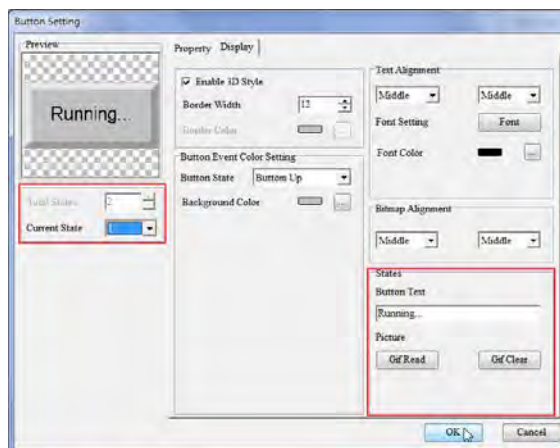 Button Setting
Preview
Running...
Total States 2
Current State
Property Display
Enable 3D Style
Border Width 12
Border Color
Button Event Color Setting
Button State Button Up
Background Color
Text Alignment
Middle Middle
Font Setting Font
Font Color
Bitmap Alignment
Middle Middle
States
Button Text
Running...
Picture
Gif Read Gif Clear
OK Cancel